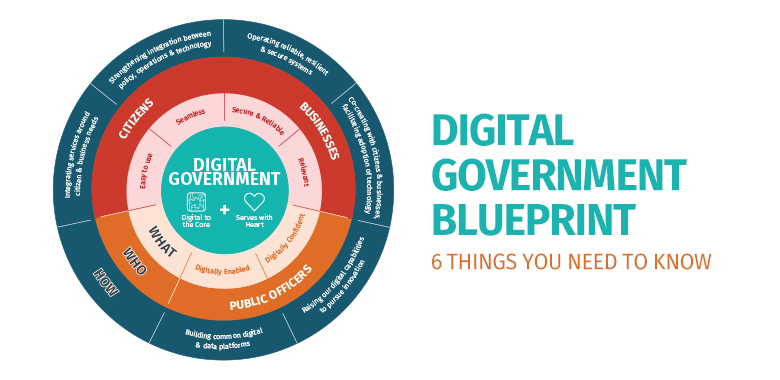 Strengthening integration between
policy, operations & technology
Operating reliable, resilient
& secure systems
Co-creating with citizens & businesses,
facilitating adoption of technology
Raising our digital capabilities
to pursue innovation
Building common digital
& data platforms
HOW
Integrating services around
citizen & business needs
CITIZENS
BUSINESSES
PUBLIC OFFICERS
WHO
Easy to use
Seamless
Secure & Reliable
Relevant
Digitally Confident
Digitally Enabled
WHAT
DIGITAL
GOVERNMENT
Digital to
the Core
+
Serves with
Heart
DIGITAL
GOVERNMENT
BLUEPRINT
6 THINGS YOU NEED TO KNOW